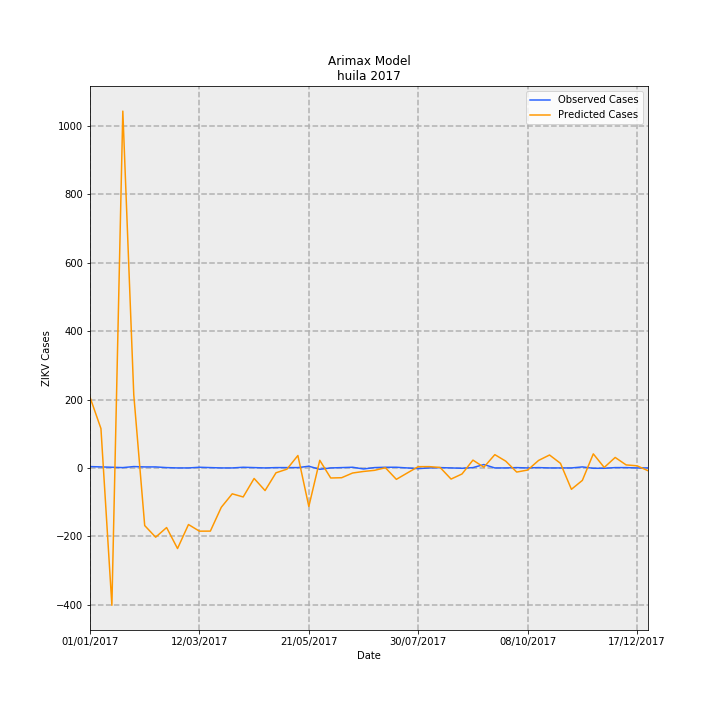 Arimax Model
huila 2017
Observed Cases
Predicted Cases
ZIKV Cases
1000
800
600
400
200
0
−200
−400
01/01/2017
12/03/2017
21/05/2017
30/07/2017
08/10/2017
17/12/2017
Date